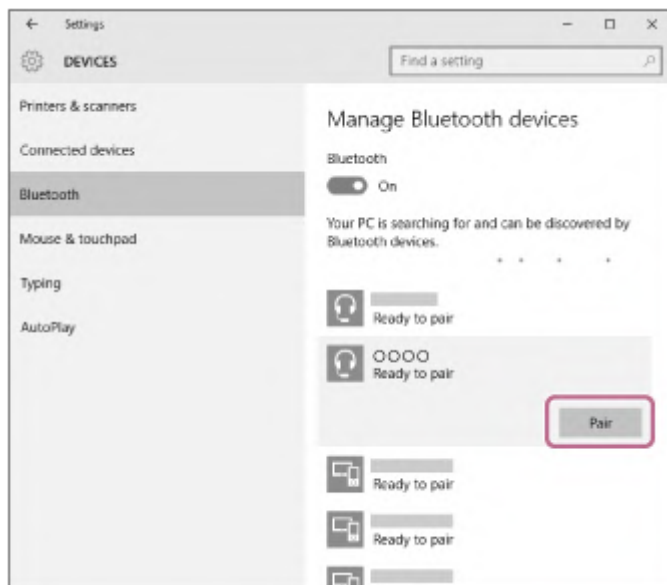 Settings
DEVICES
Find a setting
Printers & scanners
Connected devices
Bluetooth
Mouse & touchpad
Typing
AutoPlay
Manage Bluetooth devices
Bluetooth
On
Your PC is searching for and can be discovered by
Bluetooth devices.
Ready to pair
OOOO
Ready to pair
Pair
Ready to pair
Ready to pair